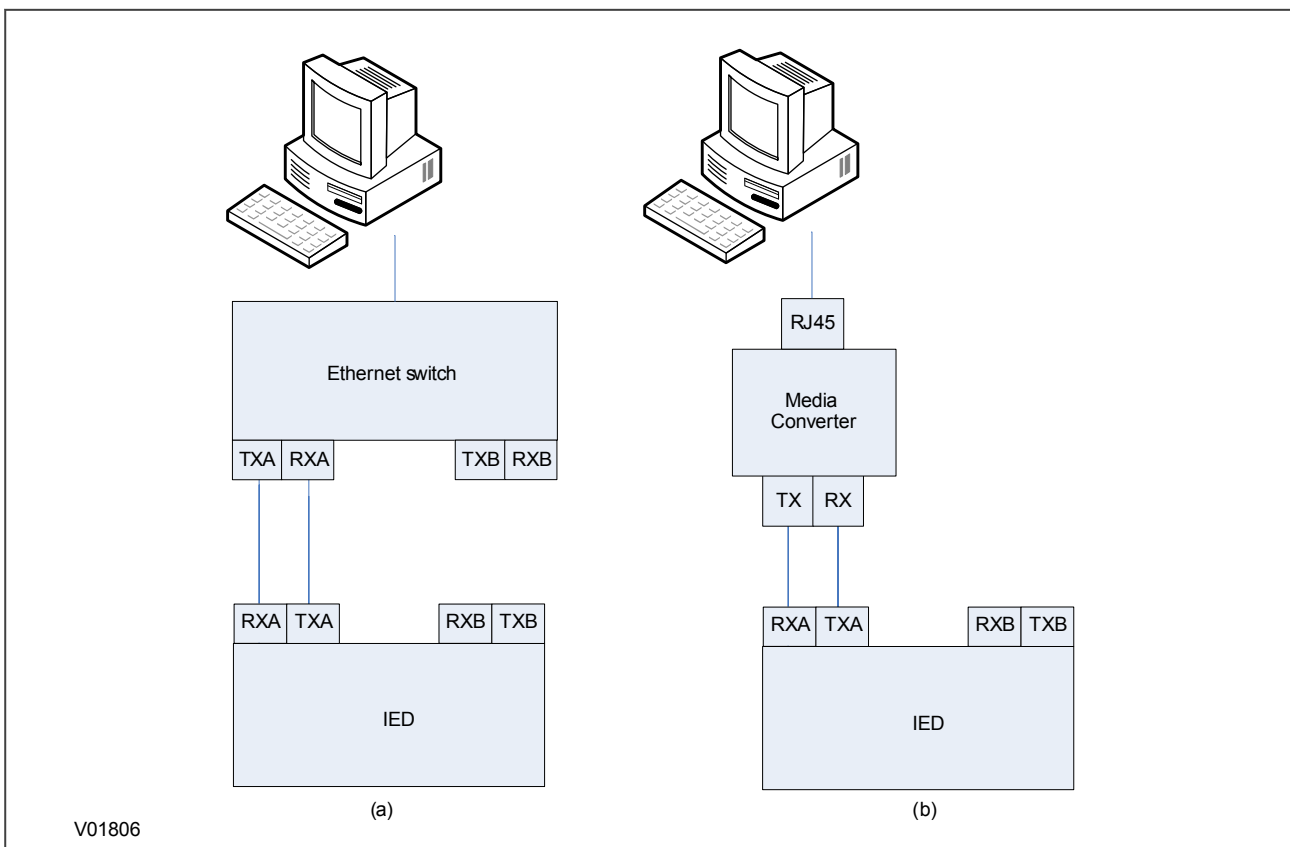 Ethernet switch
TXA RXA TXB RXB
RXA TXA RXB TXB
IED
(a)
RJ45
Media
Converter
TX RX
RXA TXA RXB TXB
IED
(b)
V01806